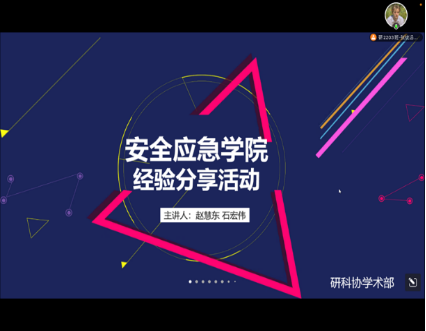 安全应急学院
经验分享活动
主讲人：赵慧东 石宏伟
研科协学术部